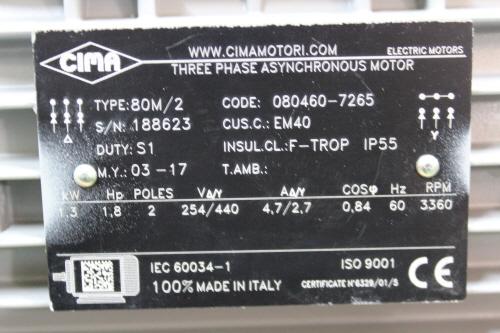 CIMA
WWW.CIMAMOTORI.COM ELECTRIC MOTORS
THREE PHASE ASYNCHRONOUS MOTOR
TYPE: 80M/2 CODE: 080460-7265
S/N: 188623 CUS.C.: EM40
DUTY: S1 INSUL.CL.: F-TROP IP55
M.Y.: 03-17 T.AMB.:
Δ Y
kW Hp POLES VΔ/Y AΔ/Y COSφ Hz RPM
1.3 1,8 2 254/440 4,7/2,7 0,84 60 3360
IEC 60034-1 ISO 9001 CE
100% MADE IN ITALY CERTIFICATE N°6329/01/S